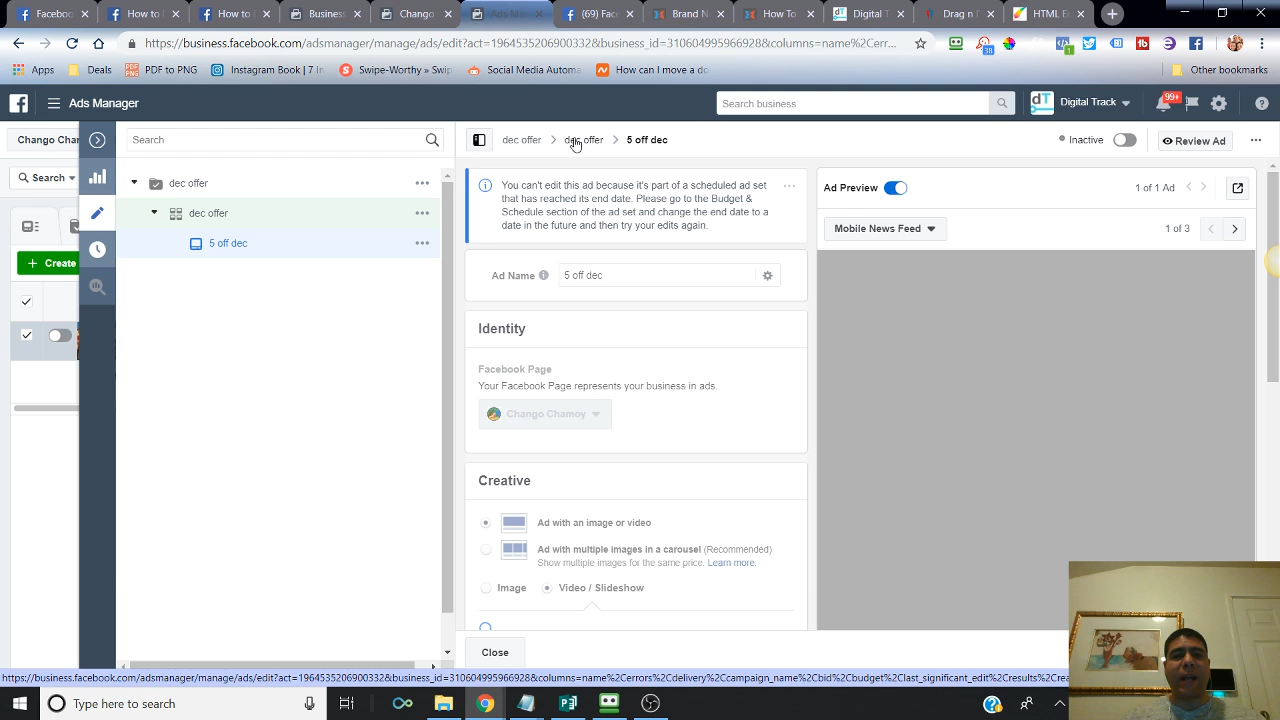 Facebook
How to I
How to I
Business
Chango
Ads Man
(69) Fac
Brand N
How To
Digital T
Drag n
HTML E
https://business.facebook.com/adsmanager/manage/ads/edit?act=1964535206900332&business_id=310604995966928&columns=name%2Cerr...
Apps
Deals
PDF to PNG
Instagram Book | 7 In
Swipe-Worthy » Swip
Social Media Automa
How can I move a do
Other bookmarks
38
1
Ads Manager
Search business
Digital Track
99+
Chango Char
Search
dec offer
dec offer
5 off dec
Inactive
Review Ad
Search
dec offer
dec offer
5 off dec
Create
You can't edit this ad because it's part of a scheduled ad set
that has reached its end date. Please go to the Budget &
Schedule section of the ad set and change the end date to a
date in the future and then try your edits again.
Ad Preview
1 of 1 Ad
Mobile News Feed
1 of 3
Ad Name
5 off dec
Identity
Facebook Page
Your Facebook Page represents your business in ads.
Chango Chamoy
Creative
Ad with an image or video
Ad with multiple images in a carousel (Recommended)
Show multiple images for the same price. Learn more.
Image
Video / Slideshow
Close
https://business.facebook.com/adsmanager/manage/ads/edit?act=1964535206900332&business_id=310604995966928&columns=name%2Cerrors%2Cdelivery%2Ccampaign_name%2Cbid%2Cbudget%2Clast_significant_edit%2Cresults%2Crea
Type here to search